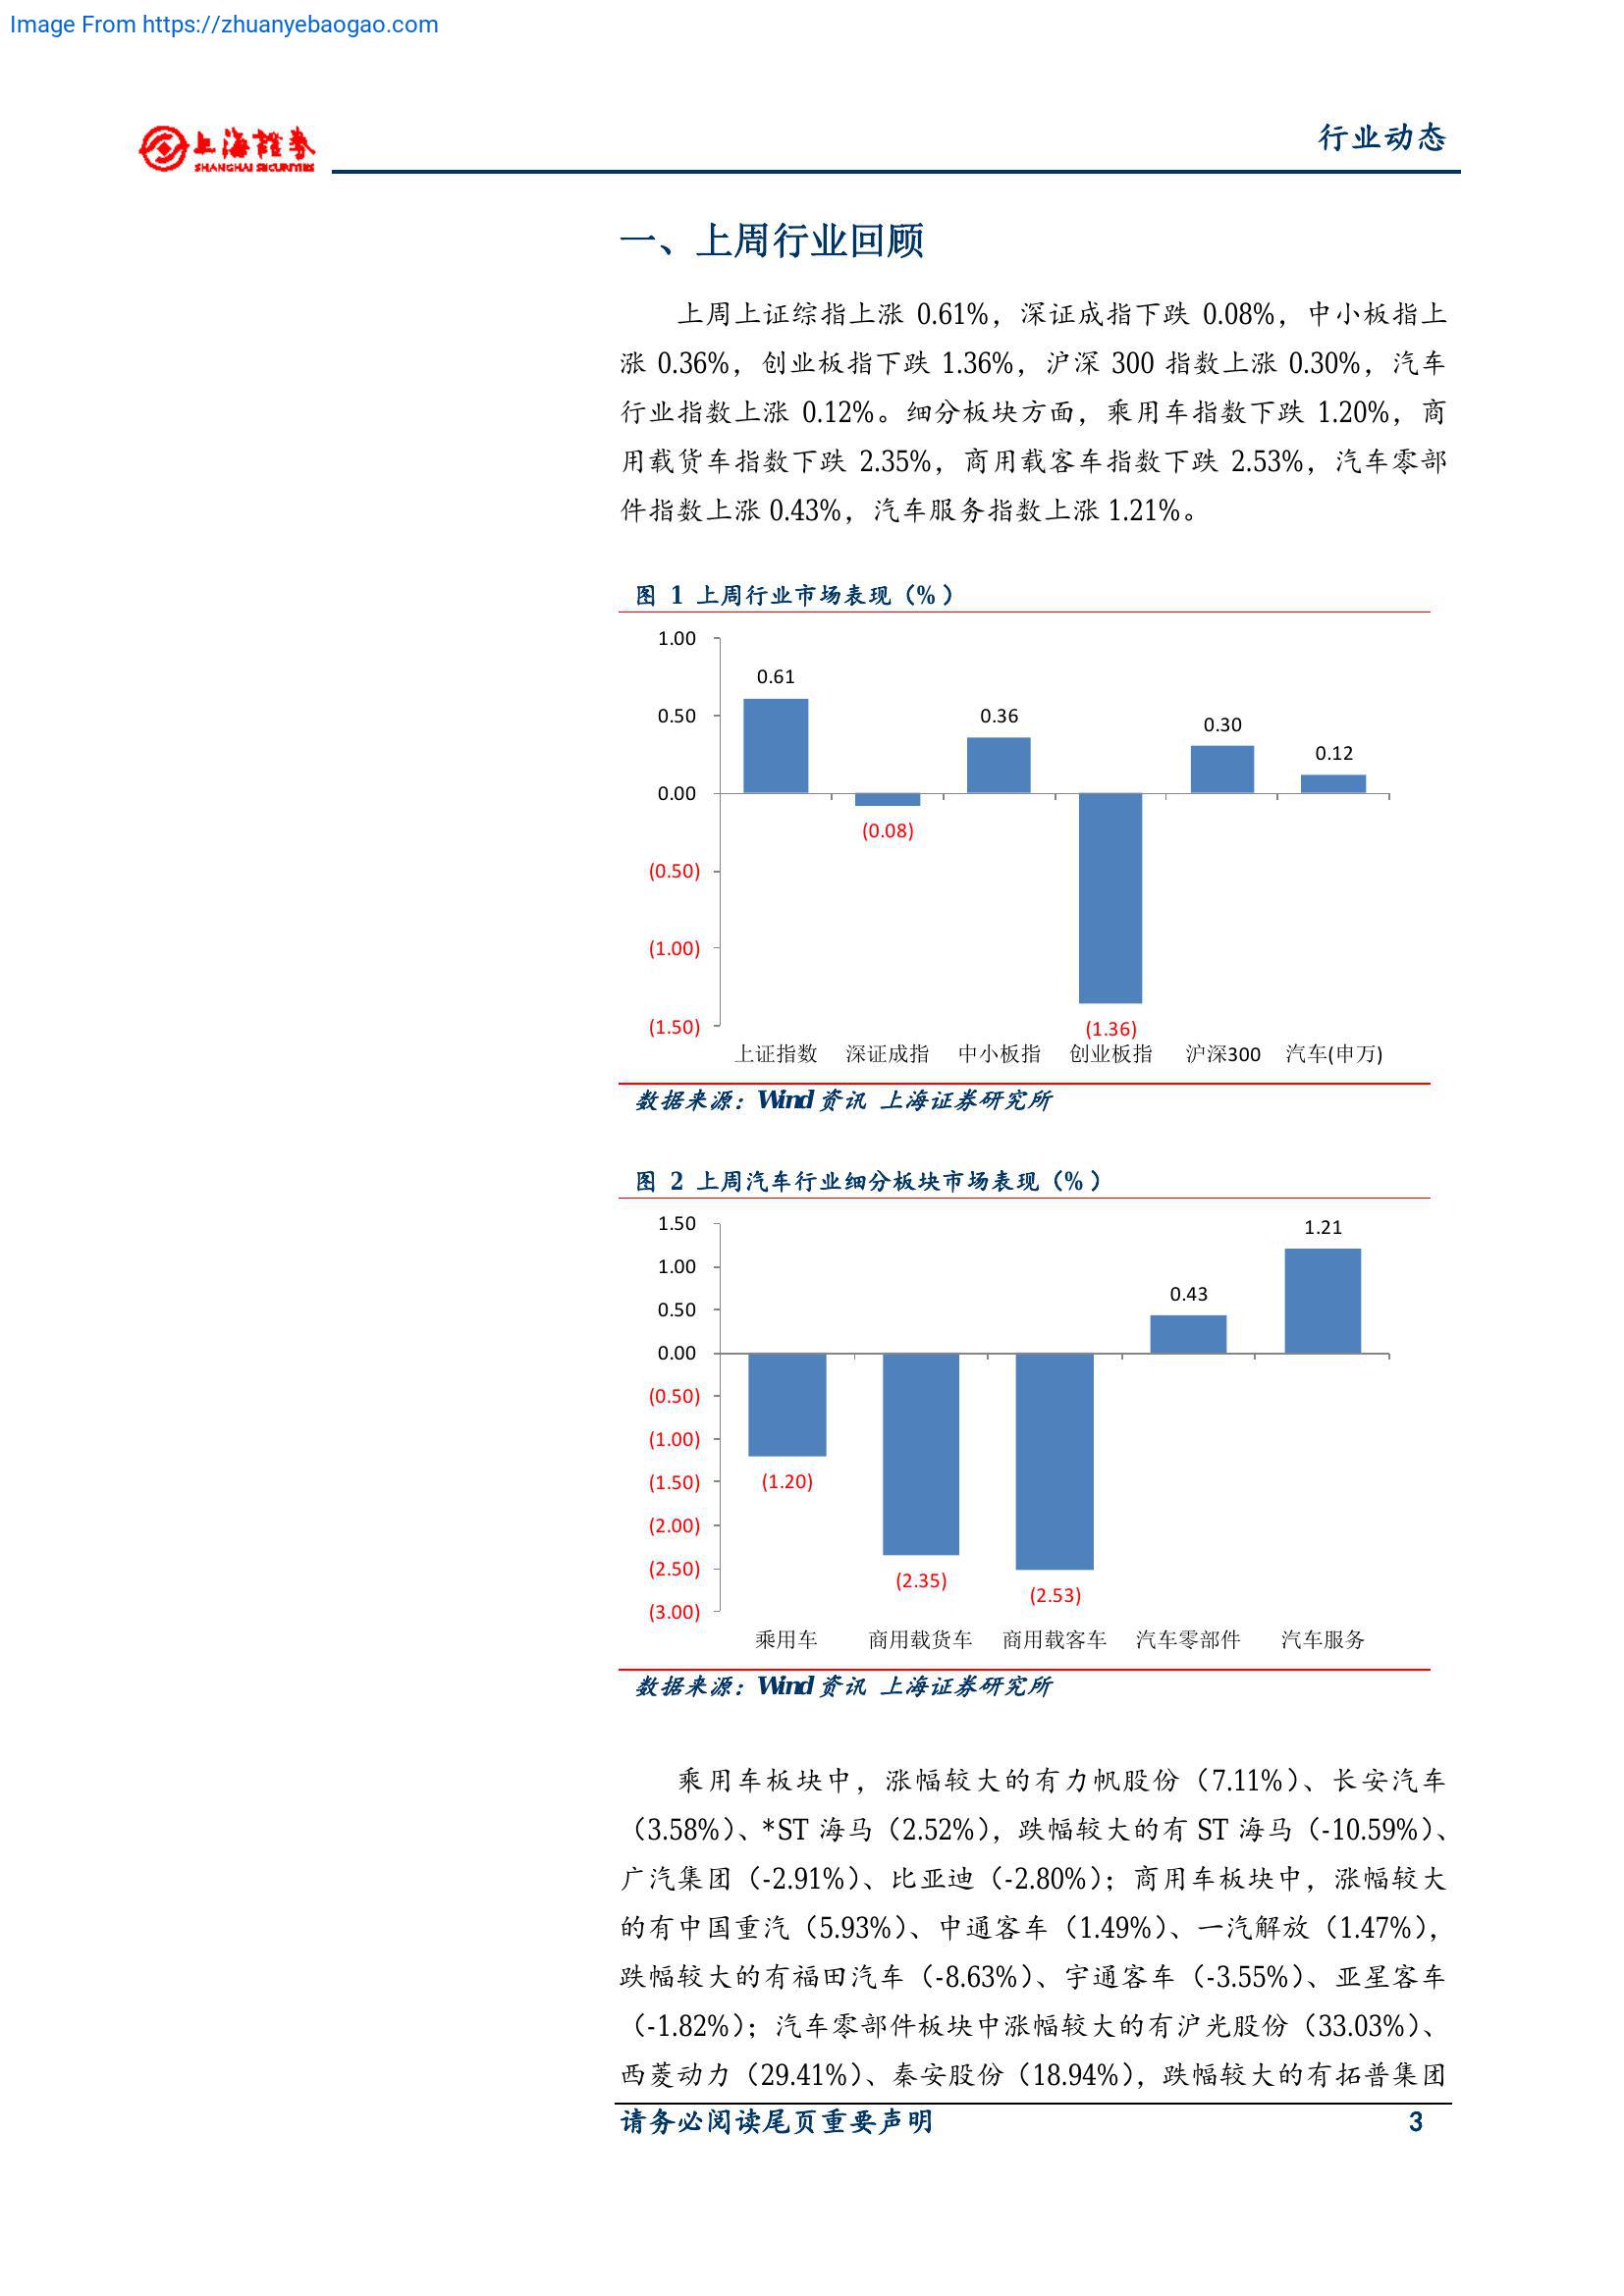 Image From https://zhuanyebaogao.com
上海證券
SHANGHAI SECURITIES
行业动态
一、上周行业回顾
上周上证综指上涨 0.61%，深证成指下跌 0.08%，中小板指上
涨 0.36%，创业板指下跌 1.36%，沪深 300 指数上涨 0.30%，汽车
行业指数上涨 0.12%。细分板块方面，乘用车指数下跌 1.20%，商
用载货车指数下跌 2.35%，商用载客车指数下跌 2.53%，汽车零部
件指数上涨 0.43%，汽车服务指数上涨 1.21%。
图 1 上周行业市场表现（%）
1.00
0.50
0.00
(0.50)
(1.00)
(1.50)
0.61
(0.08)
0.36
(1.36)
0.30
0.12
上证指数 深证成指 中小板指 创业板指 沪深300 汽车(申万)
数据来源：Wind 资讯 上海证券研究所
图 2 上周汽车行业细分板块市场表现（%）
1.50
1.00
0.50
0.00
(0.50)
(1.00)
(1.50)
(2.00)
(2.50)
(3.00)
(1.20)
(2.35)
(2.53)
0.43
1.21
乘用车 商用载货车 商用载客车 汽车零部件 汽车服务
数据来源：Wind 资讯 上海证券研究所
乘用车板块中，涨幅较大的有力帆股份（7.11%）、长安汽车
（3.58%）、*ST 海马（2.52%），跌幅较大的有 ST 海马（-10.59%）、
广汽集团（-2.91%）、比亚迪（-2.80%）；商用车板块中，涨幅较大
的有中国重汽（5.93%）、中通客车（1.49%）、一汽解放（1.47%），
跌幅较大的有福田汽车（-8.63%）、宇通客车（-3.55%）、亚星客车
（-1.82%）；汽车零部件板块中涨幅较大的有沪光股份（33.03%）、
西菱动力（29.41%）、秦安股份（18.94%），跌幅较大的有拓普集团
请务必阅读尾页重要声明
3